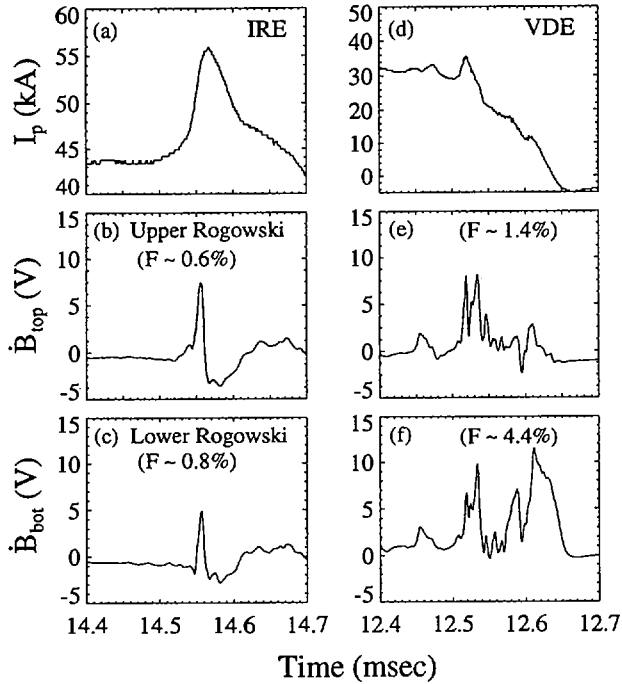 (a) IRE
60
55
50
45
40
I_p (kA)
(d) VDE
40
30
20
10
0
(b) Upper Rogowski
(F ~ 0.6%)
15
10
5
0
-5
Ḃ_top (V)
(e) (F ~ 1.4%)
15
10
5
0
-5
(c) Lower Rogowski
(F ~ 0.8%)
15
10
5
0
-5
Ḃ_bot (V)
(f) (F ~ 4.4%)
15
10
5
0
-5
14.4 14.5 14.6 14.7
12.4 12.5 12.6 12.7
Time (msec)